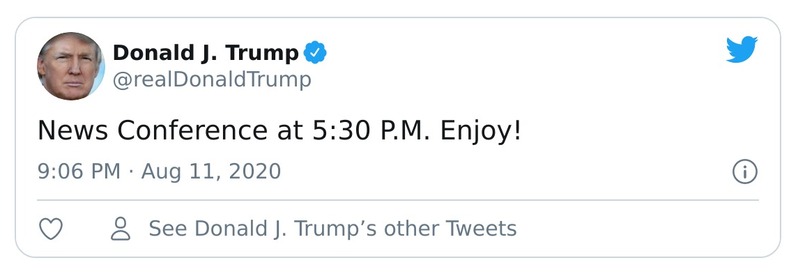 Donald J. Trump
@realDonaldTrump
News Conference at 5:30 P.M. Enjoy!
9:06 PM · Aug 11, 2020
See Donald J. Trump’s other Tweets